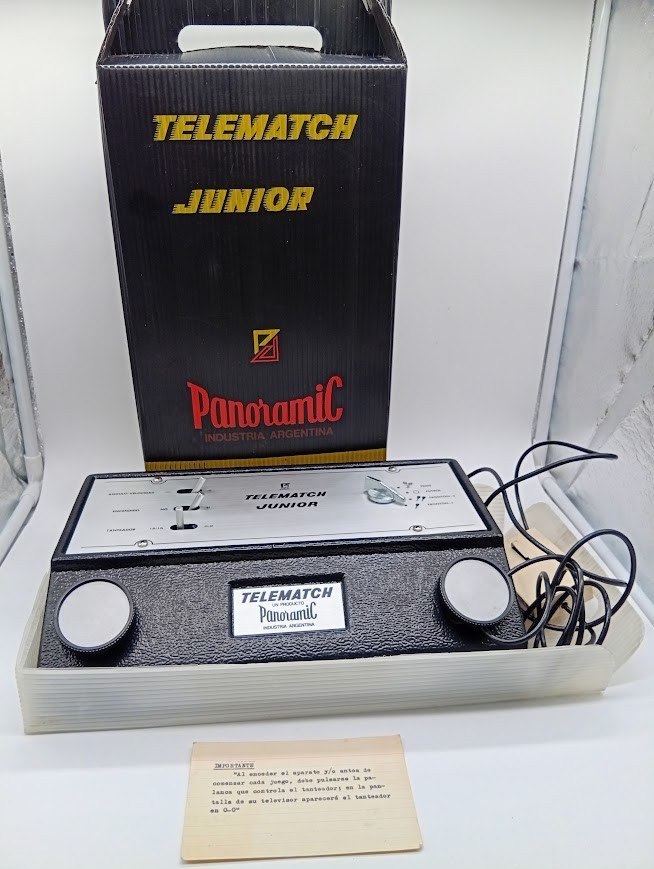 TELEMATCH
JUNIOR
PanoramiC
INDUSTRIA ARGENTINA
TELEMATCH
JUNIOR
TELEMATCH
UN PRODUCTO
PanoramiC
INDUSTRIA ARGENTINA
IMPORTANTE
"Al encender el aparato y/o antes de
comenzar cada juego, debe pulsarse la pa-
lanca que controla el tanteador; en la pan-
talla de su televisor aparecerá el tanteador
en 0-0"